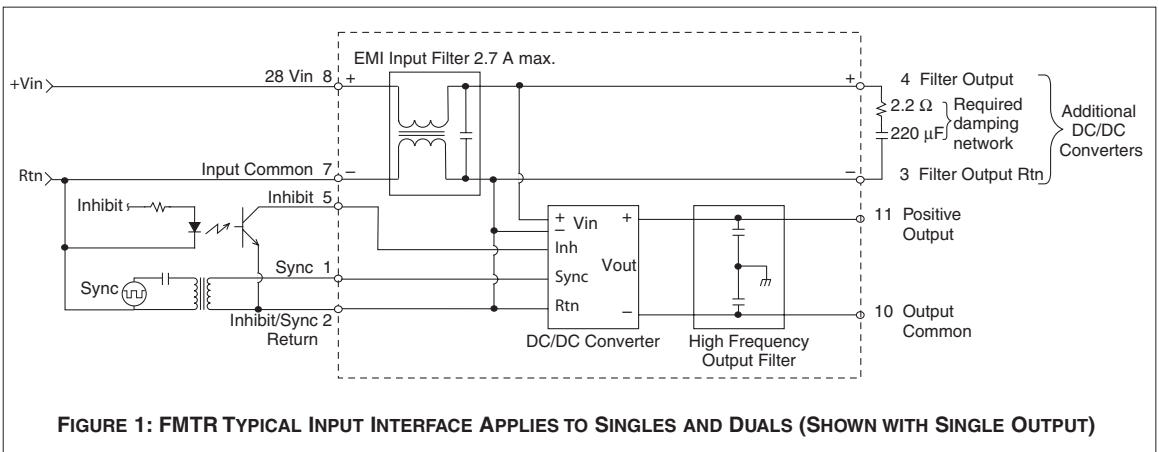 EMI Input Filter 2.7 A max.
+Vin
28 Vin 8 +
+ 4 Filter Output
2.2 Ω
220 μF
Required
damping
network
Additional
DC/DC
Converters
Rtn
Input Common 7 –
– 3 Filter Output Rtn
Inhibit
Inhibit 5
11 Positive
Output
+
– Vin
+
Inh
Vout
Sync
Sync 1
Sync
Rtn
–
Inhibit/Sync 2
Return
10 Output
Common
DC/DC Converter
High Frequency
Output Filter
FIGURE 1: FMTR TYPICAL INPUT INTERFACE APPLIES TO SINGLES AND DUALS (SHOWN WITH SINGLE OUTPUT)